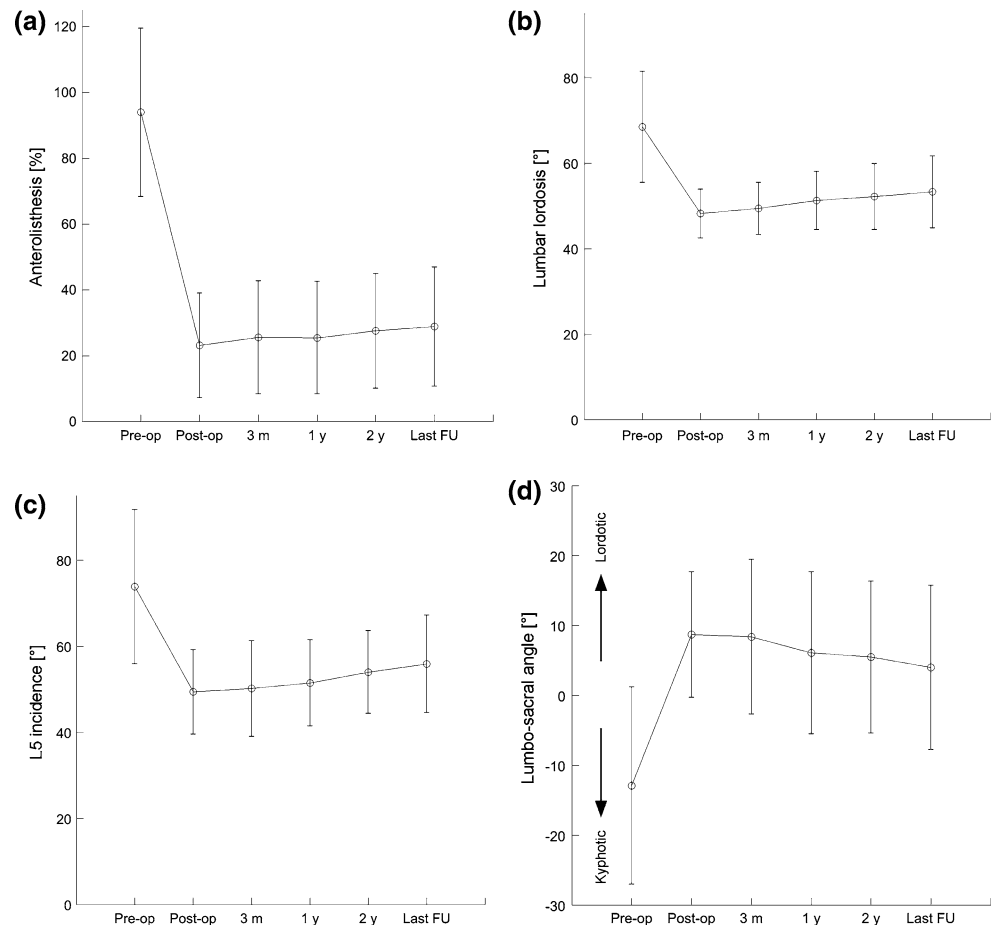 (a)
Anterolisthesis [%]
120
100
80
60
40
20
0
Pre-op Post-op 3 m 1 y 2 y Last FU
(b)
Lumbar lordosis [°]
80
60
40
20
0
Pre-op Post-op 3 m 1 y 2 y Last FU
(c)
L5 incidence [°]
80
60
40
20
0
Pre-op Post-op 3 m 1 y 2 y Last FU
(d)
Lumbo-sacral angle [°]
30
20
10
0
-10
-20
-30
Lordotic
Kyphotic
Pre-op Post-op 3 m 1 y 2 y Last FU